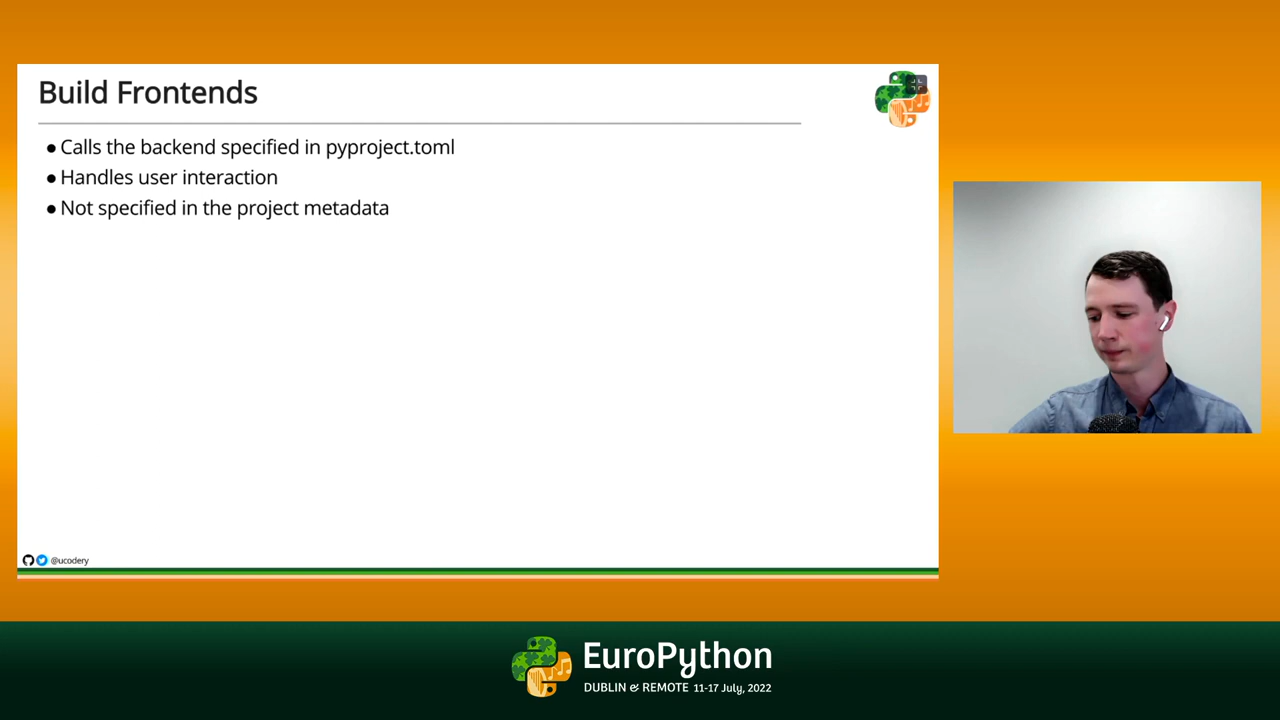 Build Frontends
● Calls the backend specified in pyproject.toml
● Handles user interaction
● Not specified in the project metadata
@ucodery
EuroPython
DUBLIN & REMOTE 11-17 July, 2022